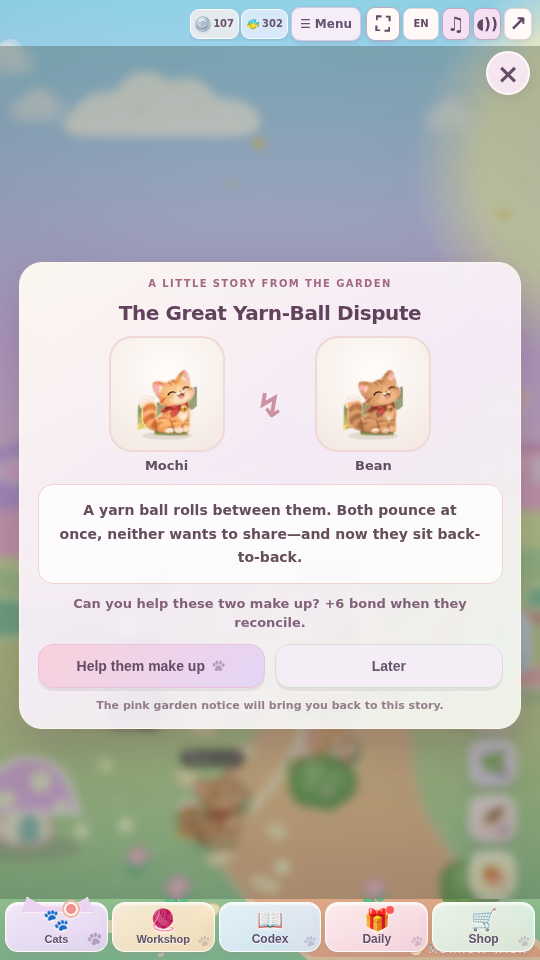 107 302 ☰ Menu EN
A LITTLE STORY FROM THE GARDEN
The Great Yarn-Ball Dispute
Mochi Bean
A yarn ball rolls between them. Both pounce at
once, neither wants to share—and now they sit back-
to-back.
Can you help these two make up? +6 bond when they
reconcile.
Help them make up Later
The pink garden notice will bring you back to this story.
Cats Workshop Codex Daily Shop